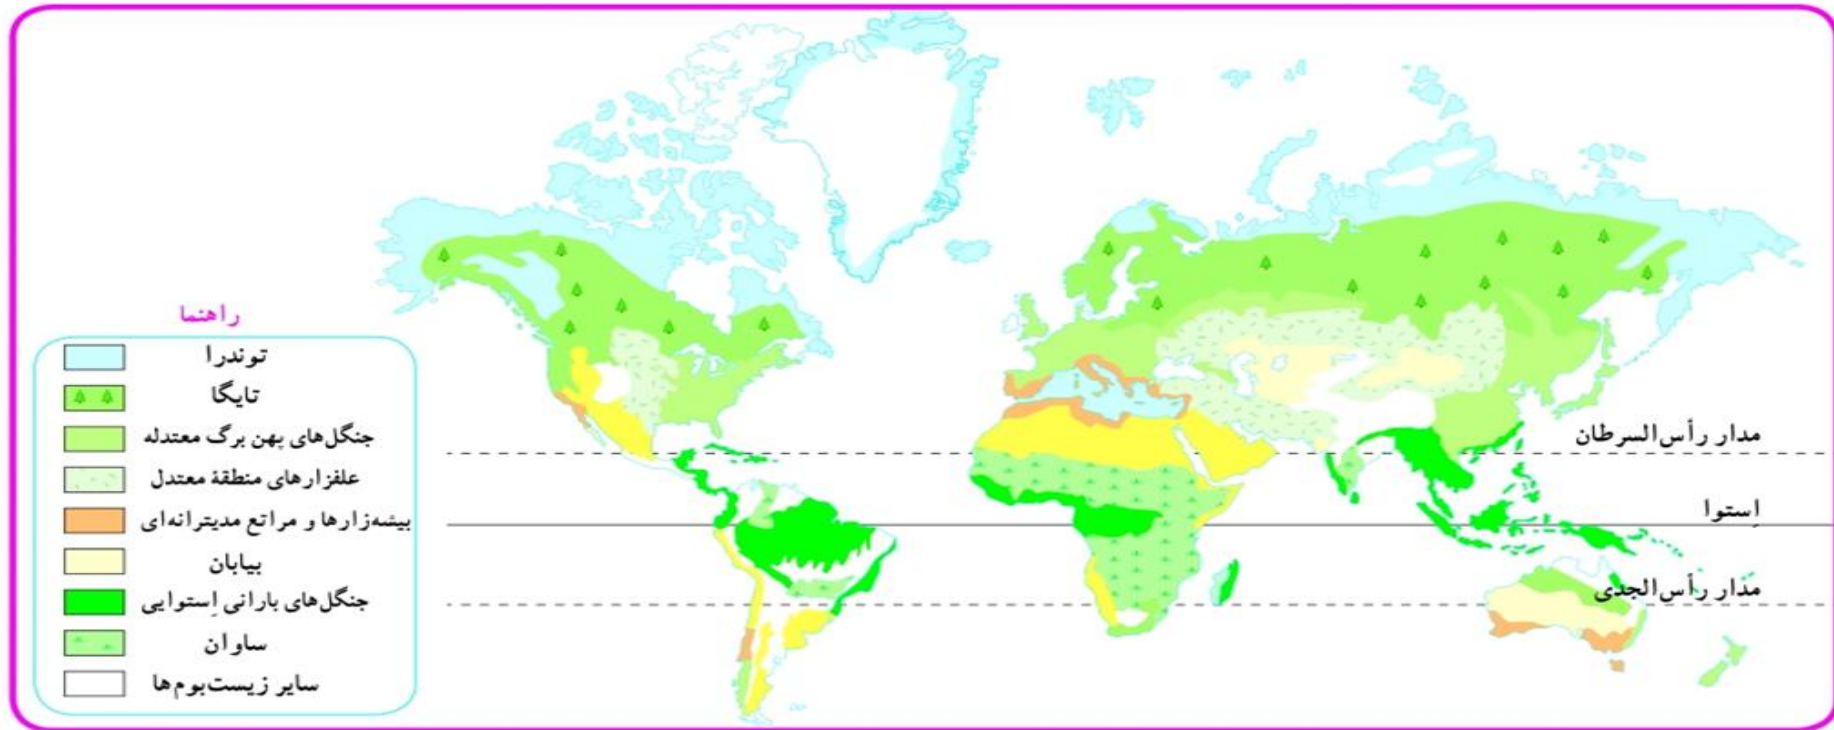 راهنما
توندرا
تایگا
جنگل‌های پهن برگ معتدله
علفزارهای منطقهٔ معتدل
بیشه‌زارها و مراتع مدیترانه‌ای
بیابان
جنگل‌های بارانی اِستوایی
ساوان
سایر زیست‌بوم‌ها
مدار رأس‌السرطان
اِستوا
مدار رأس‌الجدی